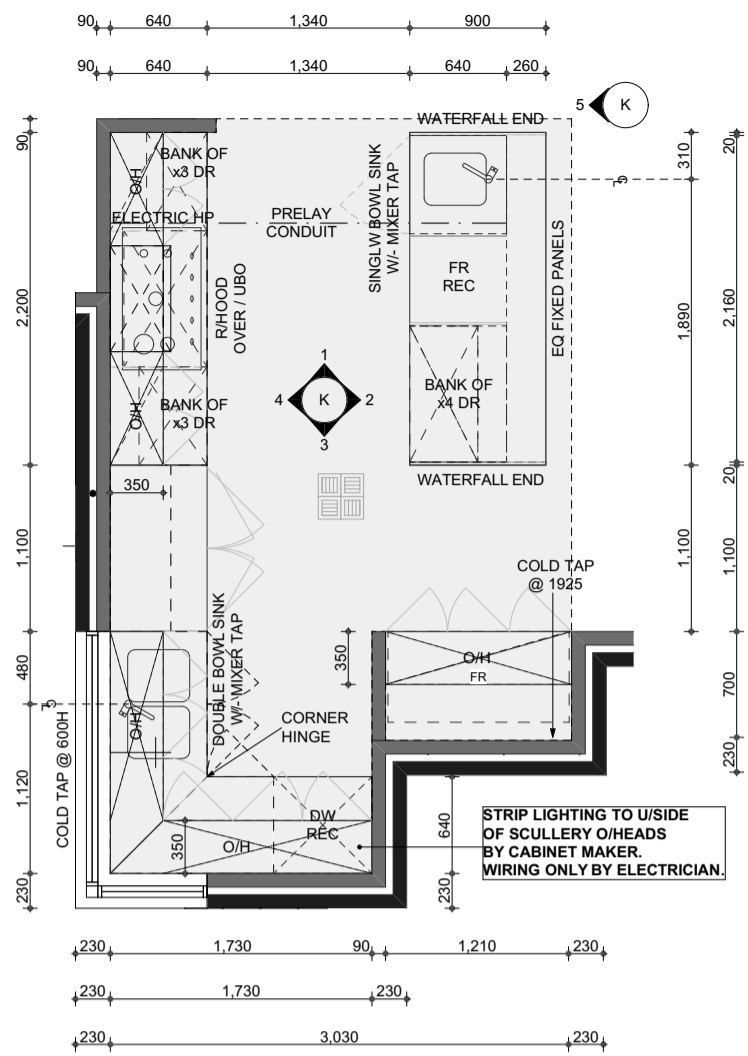 90 640 1,340 900
90 640 1,340 640 260
5 K
WATERFALL END
90
310
20
BANK OF
x3 DR
O/H
SINGLW BOWL SINK
W/- MIXER TAP
ELECTRIC HP
PRELAY
CONDUIT
FR
REC
EQ FIXED PANELS
R/HOOD
OVER / UBO
2,200
1,890
2,160
1
4 K 2
3
BANK OF
x3 DR
O/H
BANK OF
x4 DR
WATERFALL END
20
350
1,100
1,100
1,100
COLD TAP
@ 1925
480
DOUBLE BOWL SINK
W/- MIXER TAP
O/H
350
O/H
FR
700
CORNER
HINGE
230
COLD TAP @ 600H
1,120
DW
REC
350
O/H
640
STRIP LIGHTING TO U/SIDE
OF SCULLERY O/HEADS
BY CABINET MAKER.
WIRING ONLY BY ELECTRICIAN.
230
230
230 1,730 90 1,210 230
230 1,730 230
230 3,030 230